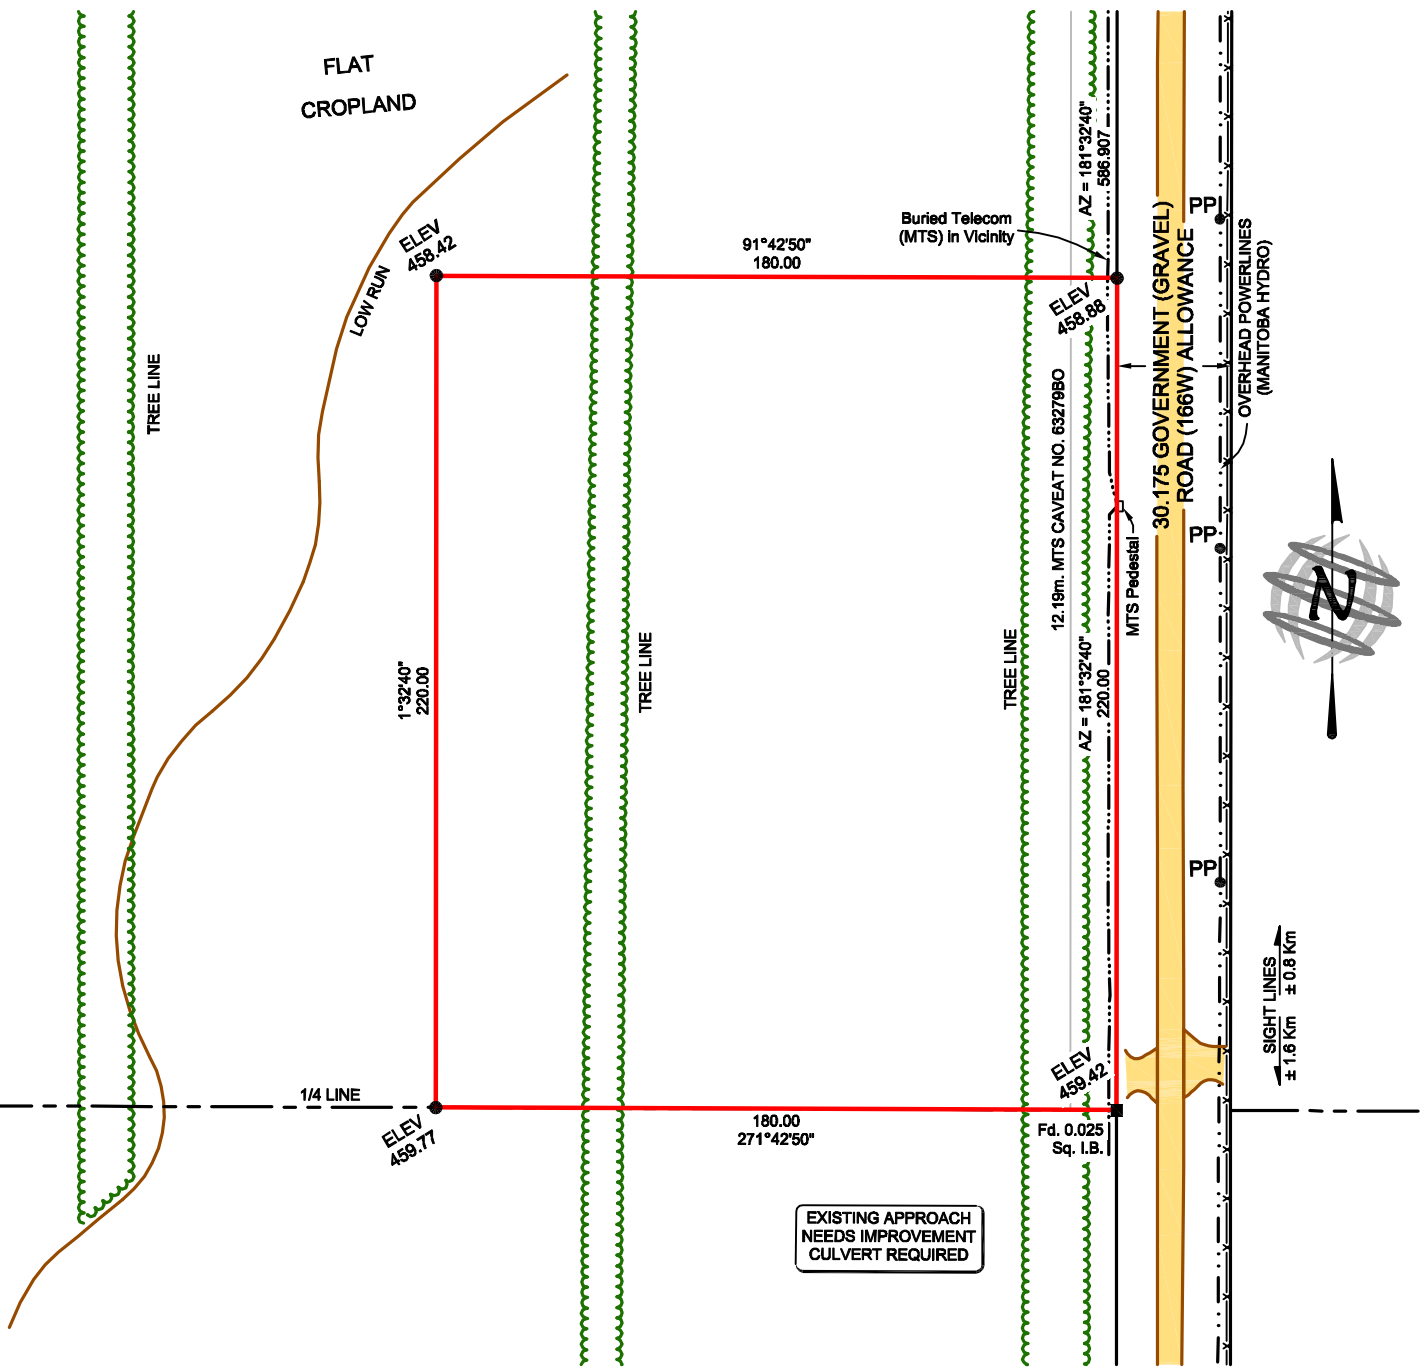 FLAT
CROPLAND
AZ = 181°32'40"
586.907
ELEV
458.42
91°42'50"
180.00
Buried Telecom
(MTS) in Vicinity
PP
30.175 GOVERNMENT (GRAVEL)
ROAD (166W) ALLOWANCE
OVERHEAD POWERLINES
(MANITOBA HYDRO)
LOW RUN
ELEV
458.88
TREE LINE
12.19m. MTS CAVEAT NO. 63279BO
MTS Pedestal
PP
N
1°32'40"
220.00
TREE LINE
TREE LINE
AZ = 181°32'40"
220.00
PP
SIGHT LINES
± 1.6 Km ± 0.8 Km
ELEV
459.42
1/4 LINE
ELEV
459.77
180.00
271°42'50"
Fd. 0.025
Sq. I.B.
EXISTING APPROACH
NEEDS IMPROVEMENT
CULVERT REQUIRED